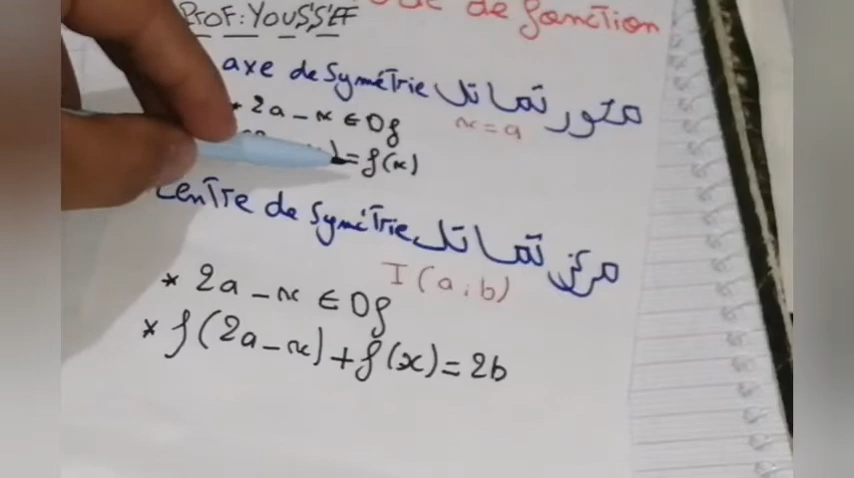 PROF: YOUSSEF
de fonction
axe de Symétrie محور تماثل
* 2a - x ∈ Df x = a
) = f(x)
Centre de Symétrie مركز تماثل
I (a, b)
* 2a - x ∈ Df
* f(2a - x) + f(x) = 2b